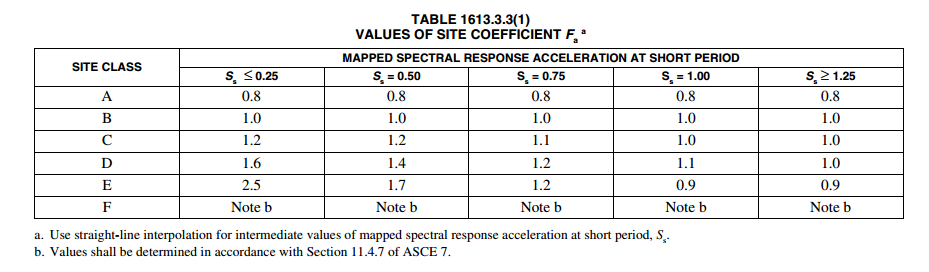 TABLE 1613.3.3(1)
VALUES OF SITE COEFFICIENT Fa a
SITE CLASS
MAPPED SPECTRAL RESPONSE ACCELERATION AT SHORT PERIOD
Ss ≤ 0.25 Ss = 0.50 Ss = 0.75 Ss = 1.00 Ss ≥ 1.25
A 0.8 0.8 0.8 0.8 0.8
B 1.0 1.0 1.0 1.0 1.0
C 1.2 1.2 1.1 1.0 1.0
D 1.6 1.4 1.2 1.1 1.0
E 2.5 1.7 1.2 0.9 0.9
F Note b Note b Note b Note b Note b
a. Use straight-line interpolation for intermediate values of mapped spectral response acceleration at short period, Ss.
b. Values shall be determined in accordance with Section 11.4.7 of ASCE 7.